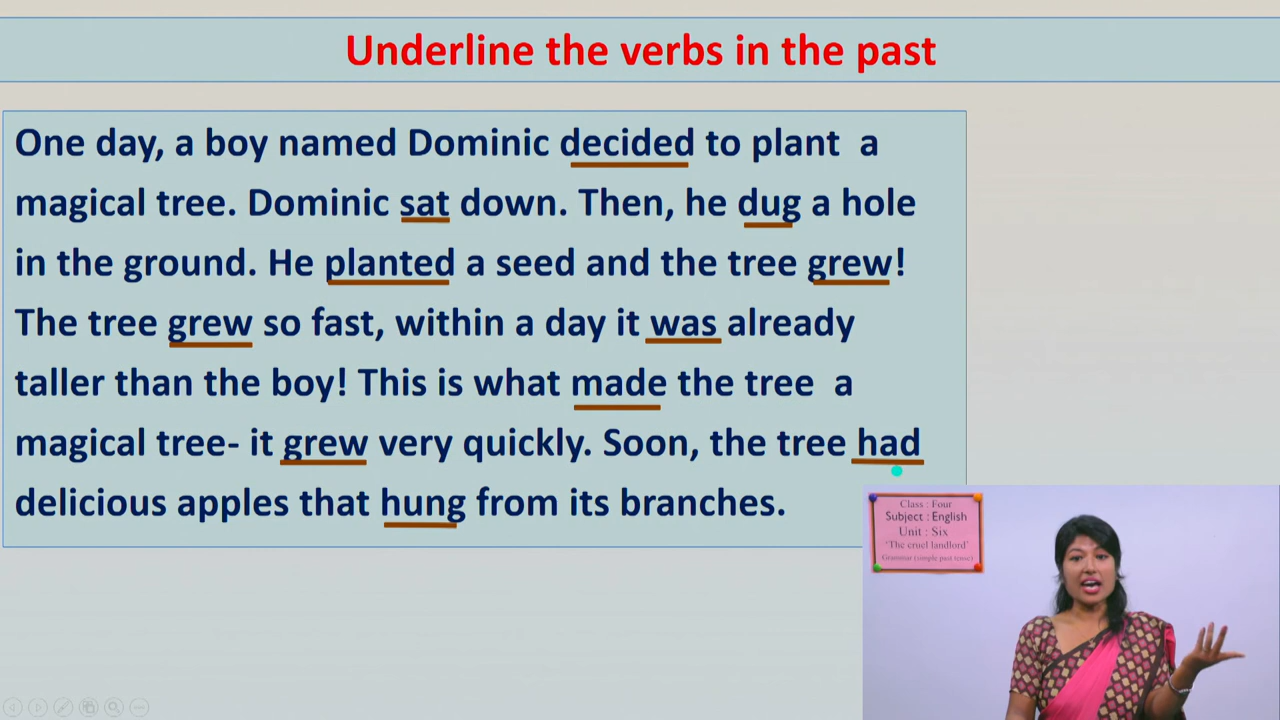 Underline the verbs in the past
One day, a boy named Dominic decided to plant a
magical tree. Dominic sat down. Then, he dug a hole
in the ground. He planted a seed and the tree grew!
The tree grew so fast, within a day it was already
taller than the boy! This is what made the tree a
magical tree- it grew very quickly. Soon, the tree had
delicious apples that hung from its branches.
Class : Four
Subject : English
Unit : Six
‘The cruel landlord’
Grammar (simple past tense)